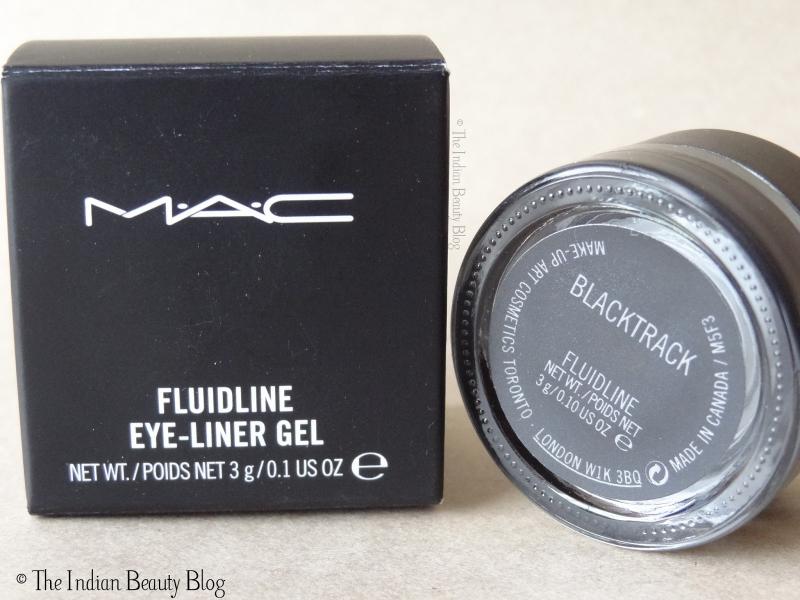 M·A·C
FLUIDLINE
EYE-LINER GEL
NET WT./POIDS NET 3 g/0.1 US OZ ℮
© The Indian Beauty Blog
MAKE-UP ART COSMETICS TORONTO · LONDON W1K 3BQ
BLACKTRACK
FLUIDLINE
NET WT./POIDS NET
3 g/0.10 US OZ ℮
MADE IN CANADA / M5F3
© The Indian Beauty Blog